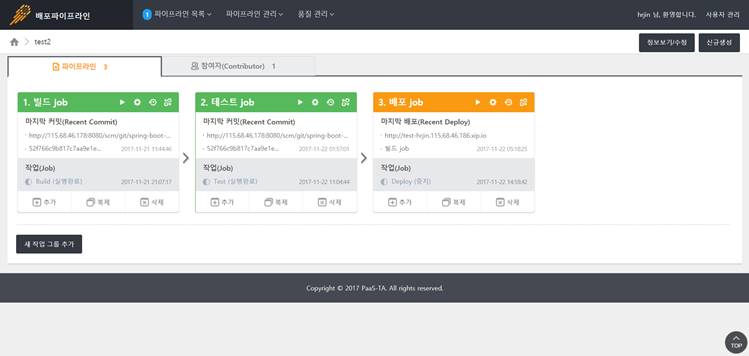 배포파이프라인
1 파이프라인 목록
파이프라인 관리
품질 관리
hrjin 님, 환영합니다.
사용자 관리
test2
정보보기/수정
신규생성
파이프라인 3
참여자(Contributor) 1
1. 빌드 job
마지막 커밋(Recent Commit)
http://115.68.46.178:8080/scm/git/spring-boot-...
52f766c9b817c7aa9e1e... 2017-11-21 11:44:46
작업(Job)
Build (실행완료) 2017-11-21 21:07:17
추가
복제
삭제
2. 테스트 job
마지막 커밋(Recent Commit)
http://115.68.46.178:8080/scm/git/spring-boot-...
52f766c9b817c7aa9e1e... 2017-11-22 01:57:01
작업(Job)
Test (실행완료) 2017-11-22 11:04:44
추가
복제
삭제
3. 배포 job
마지막 배포(Recent Deploy)
http://test-hrjin.115.68.46.186.xip.io
빌드 job 2017-11-22 05:18:23
작업(Job)
Deploy (중지) 2017-11-22 14:18:42
추가
복제
삭제
새 작업 그룹 추가
Copyright © 2017 PaaS-TA. All rights reserved.
TOP